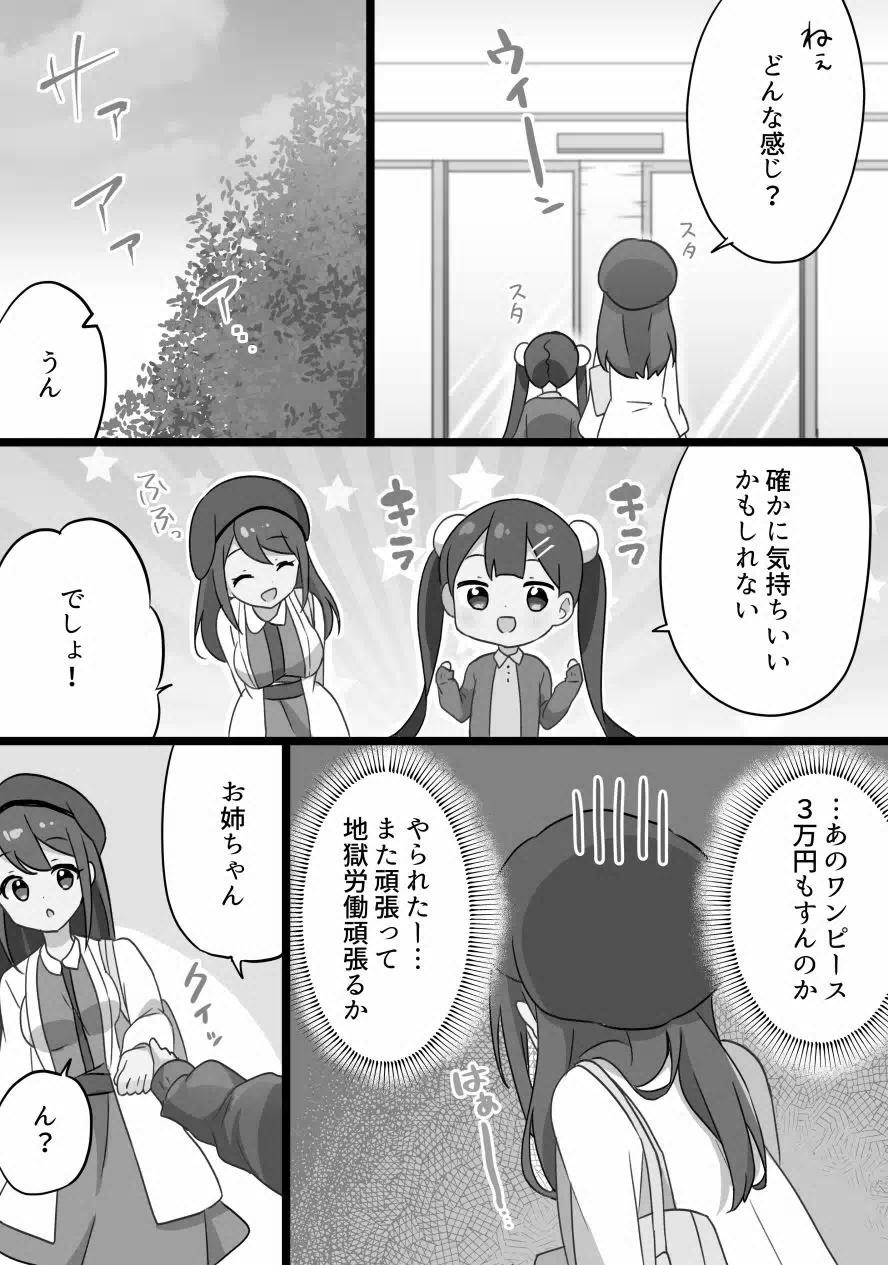 ねぇ
どんな感じ?
ウィーン
スタ
スタ
サァァァァ…
うん
確かに気持ちいい
かもしれない
キラ
キラ
ふふっ
でしょ!
…あのワンピース
3万円もすんのか
やられたー…
また頑張って
地獄労働頑張るか
はぁー…
お姉ちゃん
クイッ
ん?